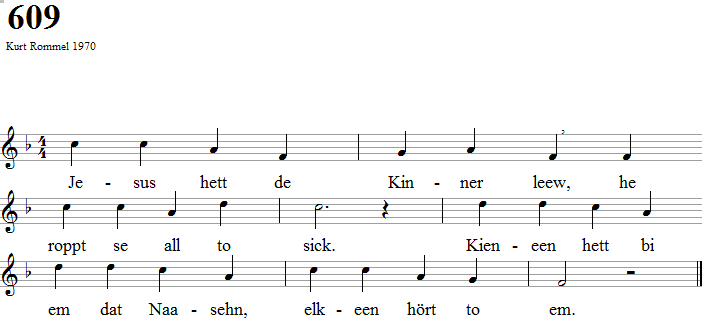 609
Kurt Rommel 1970
Je - sus hett de Kin - ner leew, he
roppt se all to sick. Kien - een hett bi
em dat Naa - sehn, elk - een hört to em.